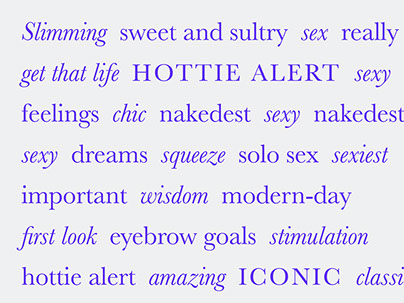 Slimming sweet and sultry sex really
get that life HOTTIE ALERT sexy
feelings chic nakedest sexy nakedest
sexy dreams squeeze solo sex sexiest
important wisdom modern-day
first look eyebrow goals stimulation
hottie alert amazing ICONIC classi